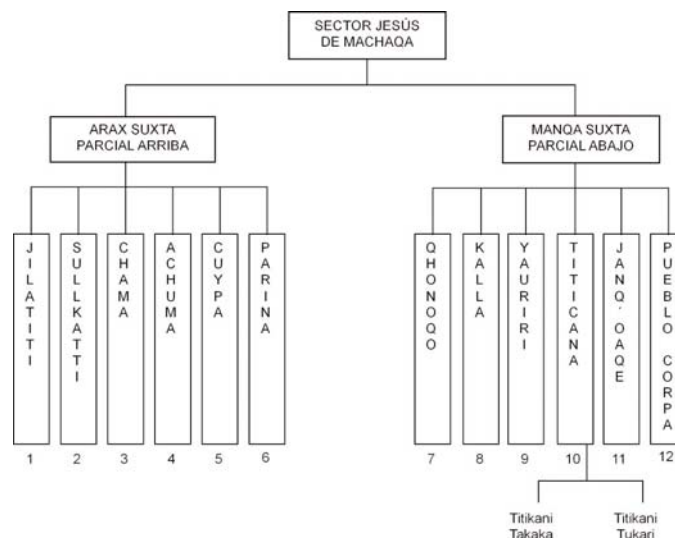 SECTOR JESÚS
DE MACHAQA
ARAX SUXTA
PARCIAL ARRIBA
MANQA SUXTA
PARCIAL ABAJO
JILATITI
SULLKATTI
CHAMA
ACHUMA
CUYPA
PARINA
QHONOQO
KALLA
YAURIRI
TITICANA
JANQ´OAQE
PUEBLO CORPA
1
2
3
4
5
6
7
8
9
10
11
12
Titikani
Takaka
Titikani
Tukari